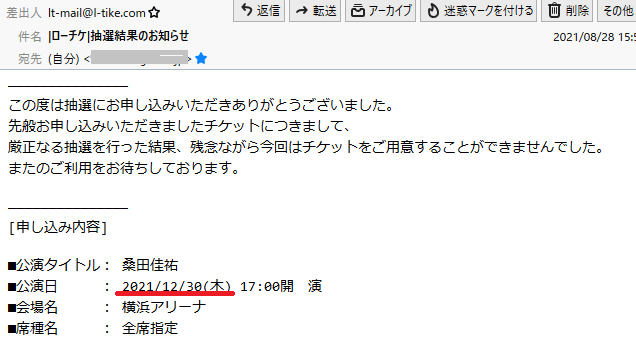 差出人 lt-mail@l-tike.com 返信 転送 アーカイブ 迷惑マークを付ける 削除 その他
件名 |ローチケ|抽選結果のお知らせ 2021/08/28 15:5
宛先 (自分) <
この度は抽選にお申し込みいただきありがとうございました。
先般お申し込みいただきましたチケットにつきまして、
厳正なる抽選を行った結果、残念ながら今回はチケットをご用意することができませんでした。
またのご利用をお待ちしております。
[申し込み内容]
■公演タイトル： 桑田佳祐
■公演日 ： 2021/12/30(木) 17:00開 演
■会場名 ： 横浜アリーナ
■席種名 ： 全席指定